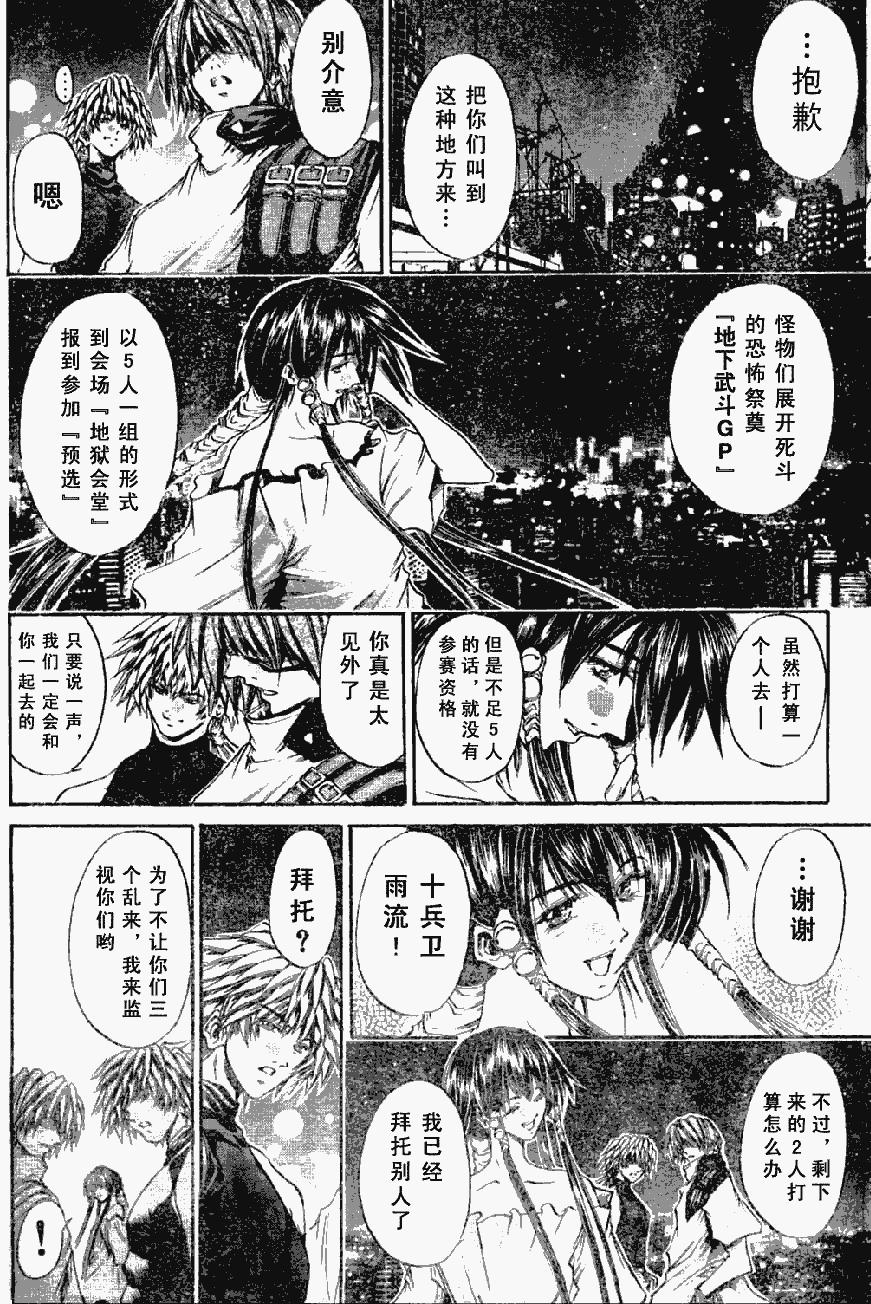 …抱歉
把你们叫到
这种地方来…
别介意
…
嗯
怪物们展开死斗
的恐怖祭奠
『地下武斗GP』
以5人一组的形式
到会场『地狱会堂』
报到参加『预选』
虽然打算一
个人去—
但是不足5人
的话，就没有
参赛资格
你真是太
见外了
只要说一声，
我们一定会和
你一起去的
…谢谢
十兵卫
雨流！
不过，剩下
来的2人打
算怎么办
我已经
拜托别人了
拜托？
为了不让你们三
个乱来，我来监
视你们哟
！